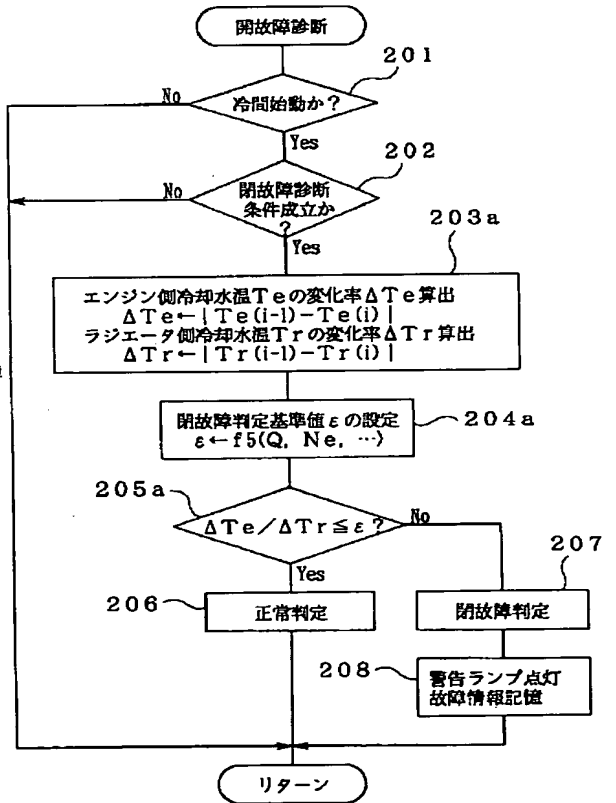 開故障診断
201
冷間始動か?
No
Yes
202
閉故障診断
条件成立か
?
No
Yes
203a
エンジン側冷却水温Teの変化率ΔTe算出
ΔTe←|Te(i-1)-Te(i)|
ラジエータ側冷却水温Trの変化率ΔTr算出
ΔTr←|Tr(i-1)-Tr(i)|
204a
閉故障判定基準値εの設定
ε←f5(Q, Ne, …)
205a
ΔTe/ΔTr≦ε?
No
Yes
206
正常判定
207
閉故障判定
208
警告ランプ点灯
故障情報記憶
リターン